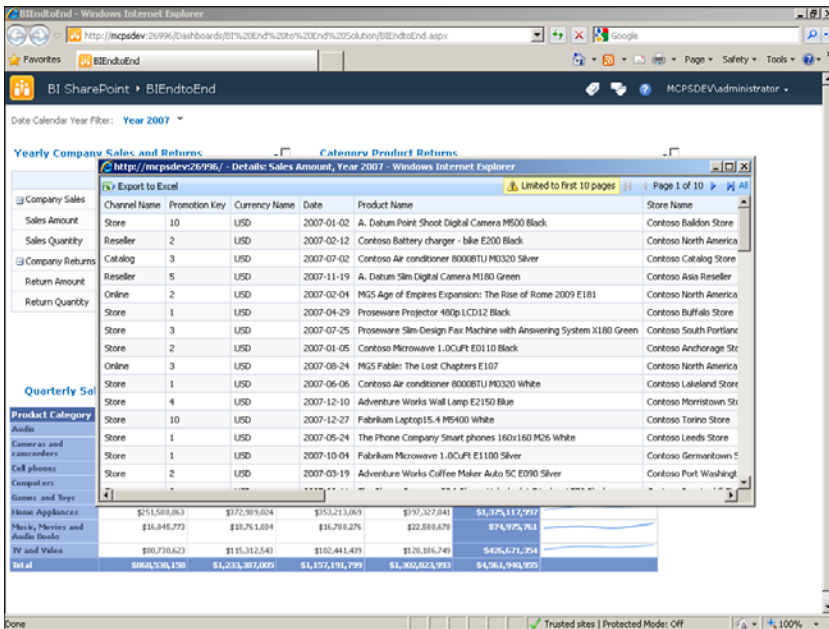 BIEndtoEnd - Windows Internet Explorer
http://mcpsdev:26996/Dashboards/BI%20End%20to%20End%20Solution/BIEndtoEnd.aspx
Google
Favorites BIEndtoEnd Page Safety Tools
BI SharePoint BIEndtoEnd MCPSDEV\administrator
Date Calendar Year Filter: Year 2007
Yearly Company Sales and Returns Category Product Returns
http://mcpsdev:26996/ - Details: Sales Amount, Year 2007 - Windows Internet Explorer
Export to Excel Limited to first 10 pages Page 1 of 10 All
Channel Name Promotion Key Currency Name Date Product Name Store Name
Company Sales
Sales Amount
Sales Quantity
Company Returns
Return Amount
Return Quantity
Store 10 USD 2007-01-02 A. Datum Point Shoot Digital Camera M500 Black Contoso Baildon Store
Reseller 2 USD 2007-02-12 Contoso Battery charger - bike E200 Black Contoso North America
Catalog 3 USD 2007-07-02 Contoso Air conditioner 8000BTU M0320 Silver Contoso Catalog Store
Reseller 5 USD 2007-11-19 A. Datum Slim Digital Camera M180 Green Contoso Asia Reseller
Online 2 USD 2007-02-04 MGS Age of Empires Expansion: The Rise of Rome 2009 E181 Contoso North America
Store 1 USD 2007-04-29 Proseware Projector 480p LCD12 Black Contoso Buffalo Store
Store 3 USD 2007-07-25 Proseware Slim-Design Fax Machine with Answering System X180 Green Contoso South Portland
Store 2 USD 2007-01-05 Contoso Microwave 1.0CuFt E0110 Black Contoso Anchorage Sto
Online 3 USD 2007-08-24 MGS Fable: The Lost Chapters E107 Contoso North America
Store 1 USD 2007-06-06 Contoso Air conditioner 8000BTU M0320 White Contoso Lakeland Store
Store 4 USD 2007-12-10 Adventure Works Wall Lamp E2150 Blue Contoso Morristown Sto
Store 10 USD 2007-12-27 Fabrikam Laptop15.4 M5400 White Contoso Torino Store
Store 1 USD 2007-05-24 The Phone Company Smart phones 160x160 M26 White Contoso Leeds Store
Store 1 USD 2007-10-04 Fabrikam Microwave 1.0CuFt E1100 Silver Contoso Germantown S
Store 2 USD 2007-03-19 Adventure Works Coffee Maker Auto 5C E090 Silver Contoso Port Washingt
Quarterly Sal
Product Category
Audio
Cameras and
camcorders
Cell phones
Computers
Games and Toys
Home Appliances $251,508,063 $372,989,024 $353,213,069 $397,327,041 $1,375,117,997
Music, Movies and
Audio Books $16,845,773 $18,761,034 $16,788,276 $22,580,678 $74,975,761
TV and Video $80,730,623 $115,312,543 $102,441,439 $128,186,749 $426,671,354
Total $868,538,158 $1,233,387,005 $1,157,191,799 $1,302,823,993 $4,561,940,955
Done Trusted sites | Protected Mode: Off 100%